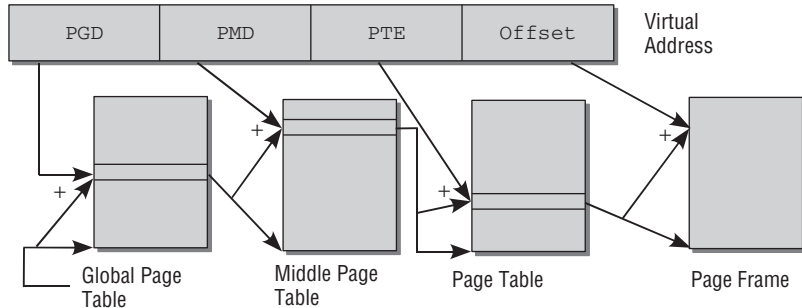 PGD PMD PTE Offset
Virtual
Address
+
+
+
+
Global Page
Table
Middle Page
Table
Page Table
Page Frame